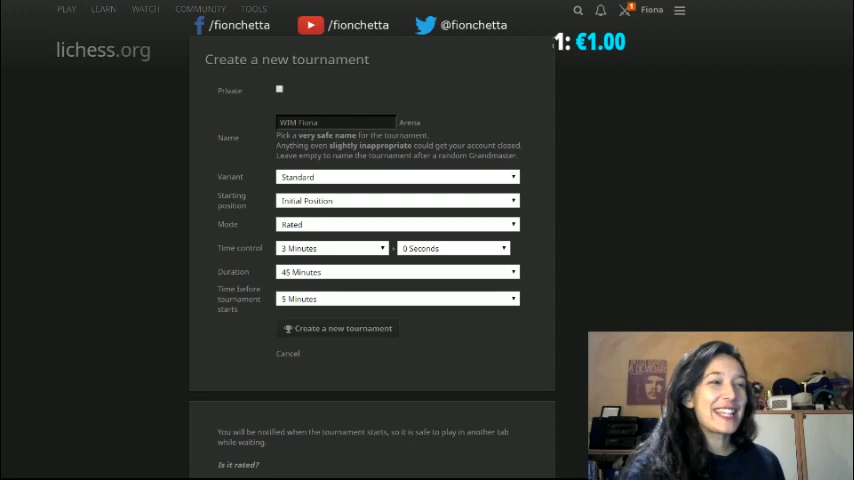 PLAY LEARN WATCH COMMUNITY TOOLS
1 Fiona
/fionchetta /fionchetta @fionchetta
1: €1.00
lichess.org
Create a new tournament
Private
WIM Fiona Arena
Name
Pick a very safe name for the tournament.
Anything even slightly inappropriate could get your account closed.
Leave empty to name the tournament after a random Grandmaster.
Variant Standard
Starting position Initial Position
Mode Rated
Time control 3 Minutes + 0 Seconds
Duration 45 Minutes
Time before tournament starts 5 Minutes
Create a new tournament
Cancel
You will be notified when the tournament starts, so it is safe to play in another tab
while waiting.
Is it rated?